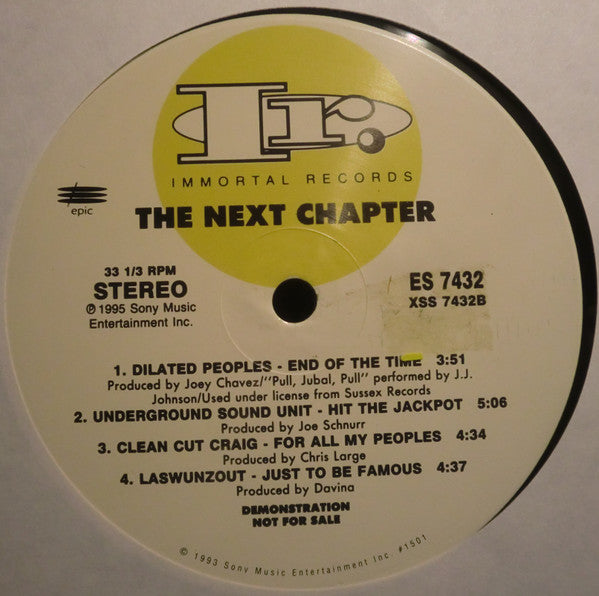 Ir.
IMMORTAL RECORDS
epic
THE NEXT CHAPTER
33 1/3 RPM
STEREO
℗ 1995 Sony Music
Entertainment Inc.
ES 7432
XSS 7432B
1. DILATED PEOPLES - END OF THE TIME 3:51
Produced by Joey Chavez/"Pull, Jubal, Pull" performed by J.J.
Johnson/Used under license from Sussex Records
2. UNDERGROUND SOUND UNIT - HIT THE JACKPOT 5:06
Produced by Joe Schnurr
3. CLEAN CUT CRAIG - FOR ALL MY PEOPLES 4:34
Produced by Chris Large
4. LASWUNZOUT - JUST TO BE FAMOUS 4:37
Produced by Davina
DEMONSTRATION
NOT FOR SALE
© 1993 Sony Music Entertainment Inc. #1501